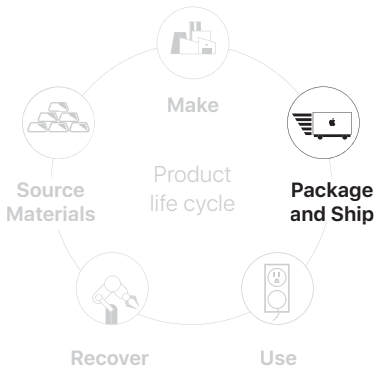 Make
Product
life cycle
Source
Materials
Package
and Ship
Recover
Use